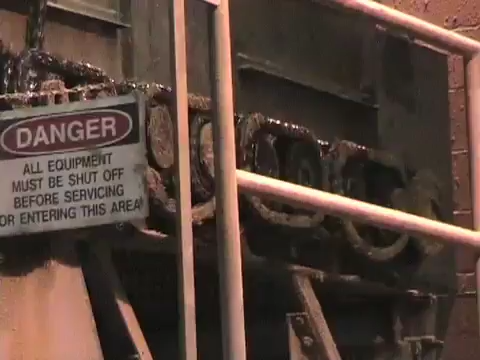 DANGER
ALL EQUIPMENT
MUST BE SHUT OFF
BEFORE SERVICING
OR ENTERING THIS AREA